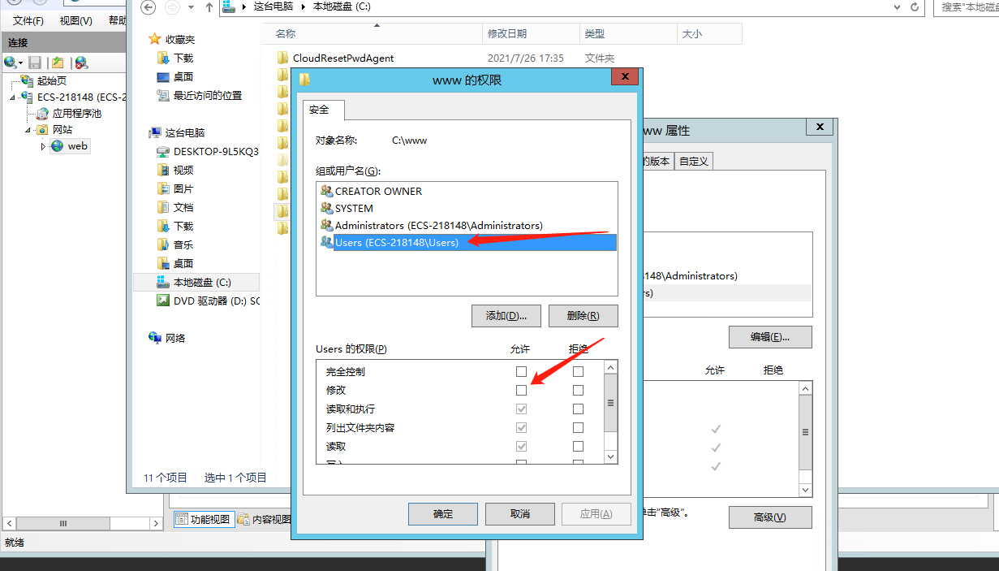 这台电脑 本地磁盘 (C:)
搜索"本地磁
文件(F) 视图(V) 帮助
连接
起始页
ECS-218148 (ECS-2
应用程序池
网站
web
就绪
收藏夹
下载
桌面
最近访问的位置
这台电脑
DESKTOP-9L5KQ3
视频
图片
文档
下载
音乐
桌面
本地磁盘 (C:)
DVD 驱动器 (D:) SC
网络
11 个项目 选中 1 个项目
名称 修改日期 类型 大小
CloudResetPwdAgent 2021/7/26 17:35 文件夹
功能视图 内容视图
www 的权限
安全
对象名称: C:\www
组或用户名(G):
CREATOR OWNER
SYSTEM
Administrators (ECS-218148\Administrators)
Users (ECS-218148\Users)
添加(D)... 删除(R)
Users 的权限(P) 允许 拒绝
完全控制
修改
读取和执行
列出文件夹内容
读取
确定 取消 应用(A)
ww 属性
的版本 自定义
148\Administrators)
rs)
编辑(E)...
允许 拒绝
单击"高级"。
高级(V)